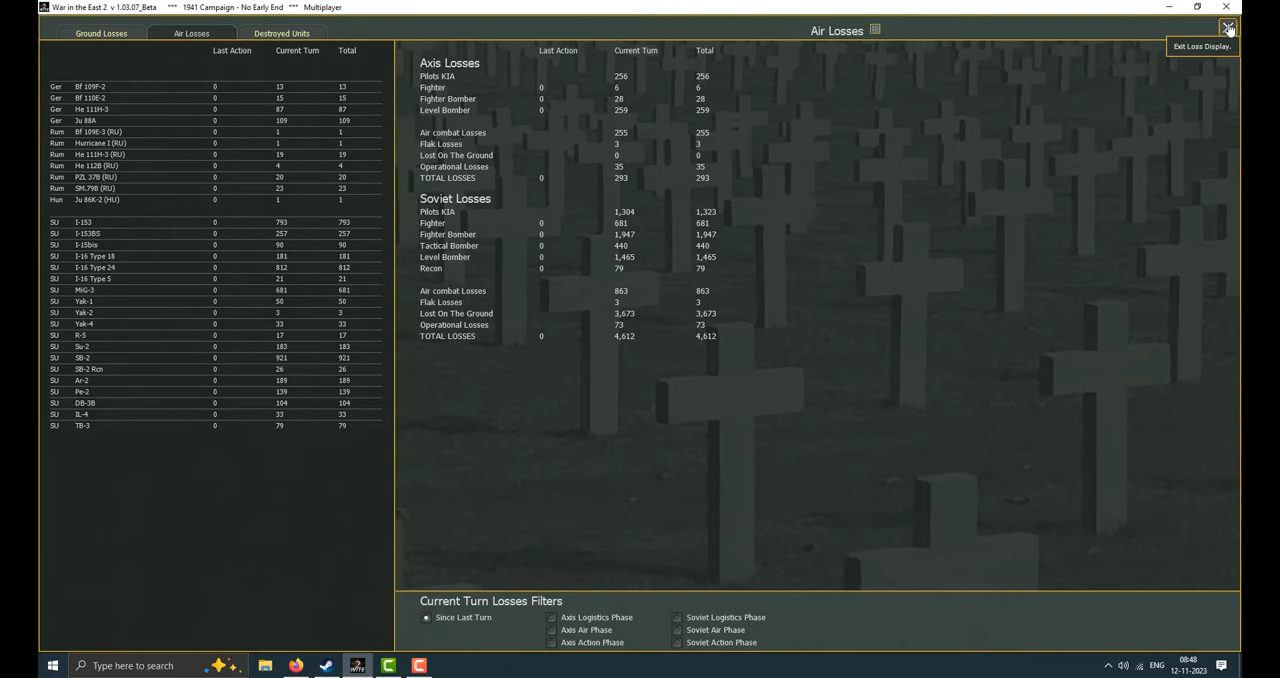 War in the East 2 v 1.03.07_Beta *** 1941 Campaign - No Early End *** Multiplayer
Ground Losses Air Losses Destroyed Units
Air Losses
Exit Loss Display.
Last Action Current Turn Total
Ger Bf 109F-2 0 13 13
Ger Bf 110E-2 0 15 15
Ger He 111H-3 0 87 87
Ger Ju 88A 0 109 109
Rum Bf 109E-3 (RU) 0 1 1
Rum Hurricane I (RU) 0 1 1
Rum He 111H-3 (RU) 0 19 19
Rum He 112B (RU) 0 4 4
Rum PZL 37B (RU) 0 20 20
Rum SM.79B (RU) 0 23 23
Hun Ju 86K-2 (HU) 0 1 1
SU I-153 0 793 793
SU I-153BS 0 257 257
SU I-15bis 0 90 90
SU I-16 Type 18 0 181 181
SU I-16 Type 24 0 812 812
SU I-16 Type 5 0 21 21
SU MiG-3 0 681 681
SU Yak-1 0 50 50
SU Yak-2 0 3 3
SU Yak-4 0 33 33
SU R-5 0 17 17
SU Su-2 0 183 183
SU SB-2 0 921 921
SU SB-2 Rcn 0 26 26
SU Ar-2 0 189 189
SU Pe-2 0 139 139
SU DB-3B 0 104 104
SU IL-4 0 33 33
SU TB-3 0 79 79
Last Action Current Turn Total
Axis Losses
Pilots KIA 256 256
Fighter 0 6 6
Fighter Bomber 0 28 28
Level Bomber 0 259 259
Air combat Losses 255 255
Flak Losses 3 3
Lost On The Ground 0 0
Operational Losses 35 35
TOTAL LOSSES 0 293 293
Soviet Losses
Pilots KIA 1,304 1,323
Fighter 0 681 681
Fighter Bomber 0 1,947 1,947
Tactical Bomber 0 440 440
Level Bomber 0 1,465 1,465
Recon 0 79 79
Air combat Losses 863 863
Flak Losses 3 3
Lost On The Ground 3,673 3,673
Operational Losses 73 73
TOTAL LOSSES 0 4,612 4,612
Current Turn Losses Filters
Since Last Turn Axis Logistics Phase Soviet Logistics Phase
Axis Air Phase Soviet Air Phase
Axis Action Phase Soviet Action Phase
Type here to search
WITE
ENG
08:48
12-11-2023